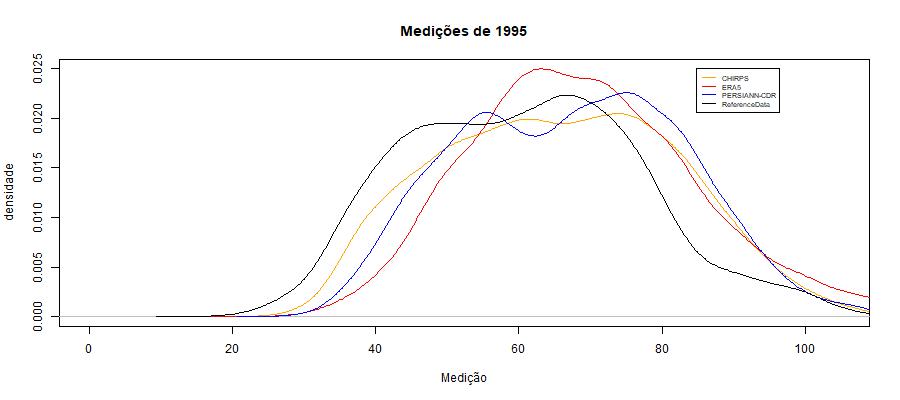 Medições de 1995
densidade
0.025
0.020
0.015
0.010
0.005
0.000
CHIRPS
ERA5
PERSIANN-CDR
ReferenceData
0 20 40 60 80 100
Medição